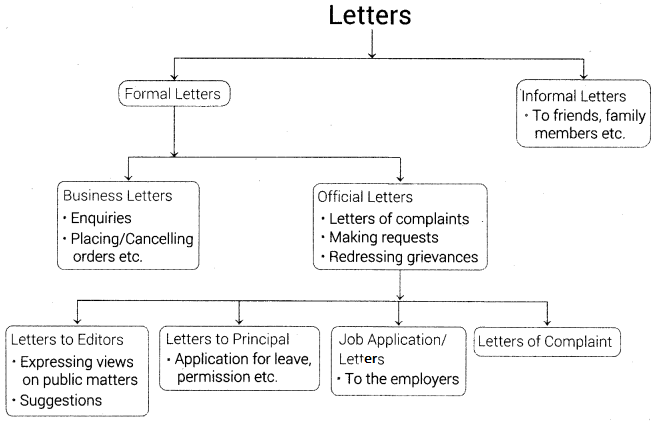 Letters
Formal Letters
Informal Letters
• To friends, family
members etc.
Business Letters
• Enquiries
• Placing/Cancelling
orders etc.
Official Letters
• Letters of complaints
• Making requests
• Redressing grievances
Letters to Editors
• Expressing views
on public matters
• Suggestions
Letters to Principal
• Application for leave,
permission etc.
Job Application/
Letters
• To the employers
Letters of Complaint